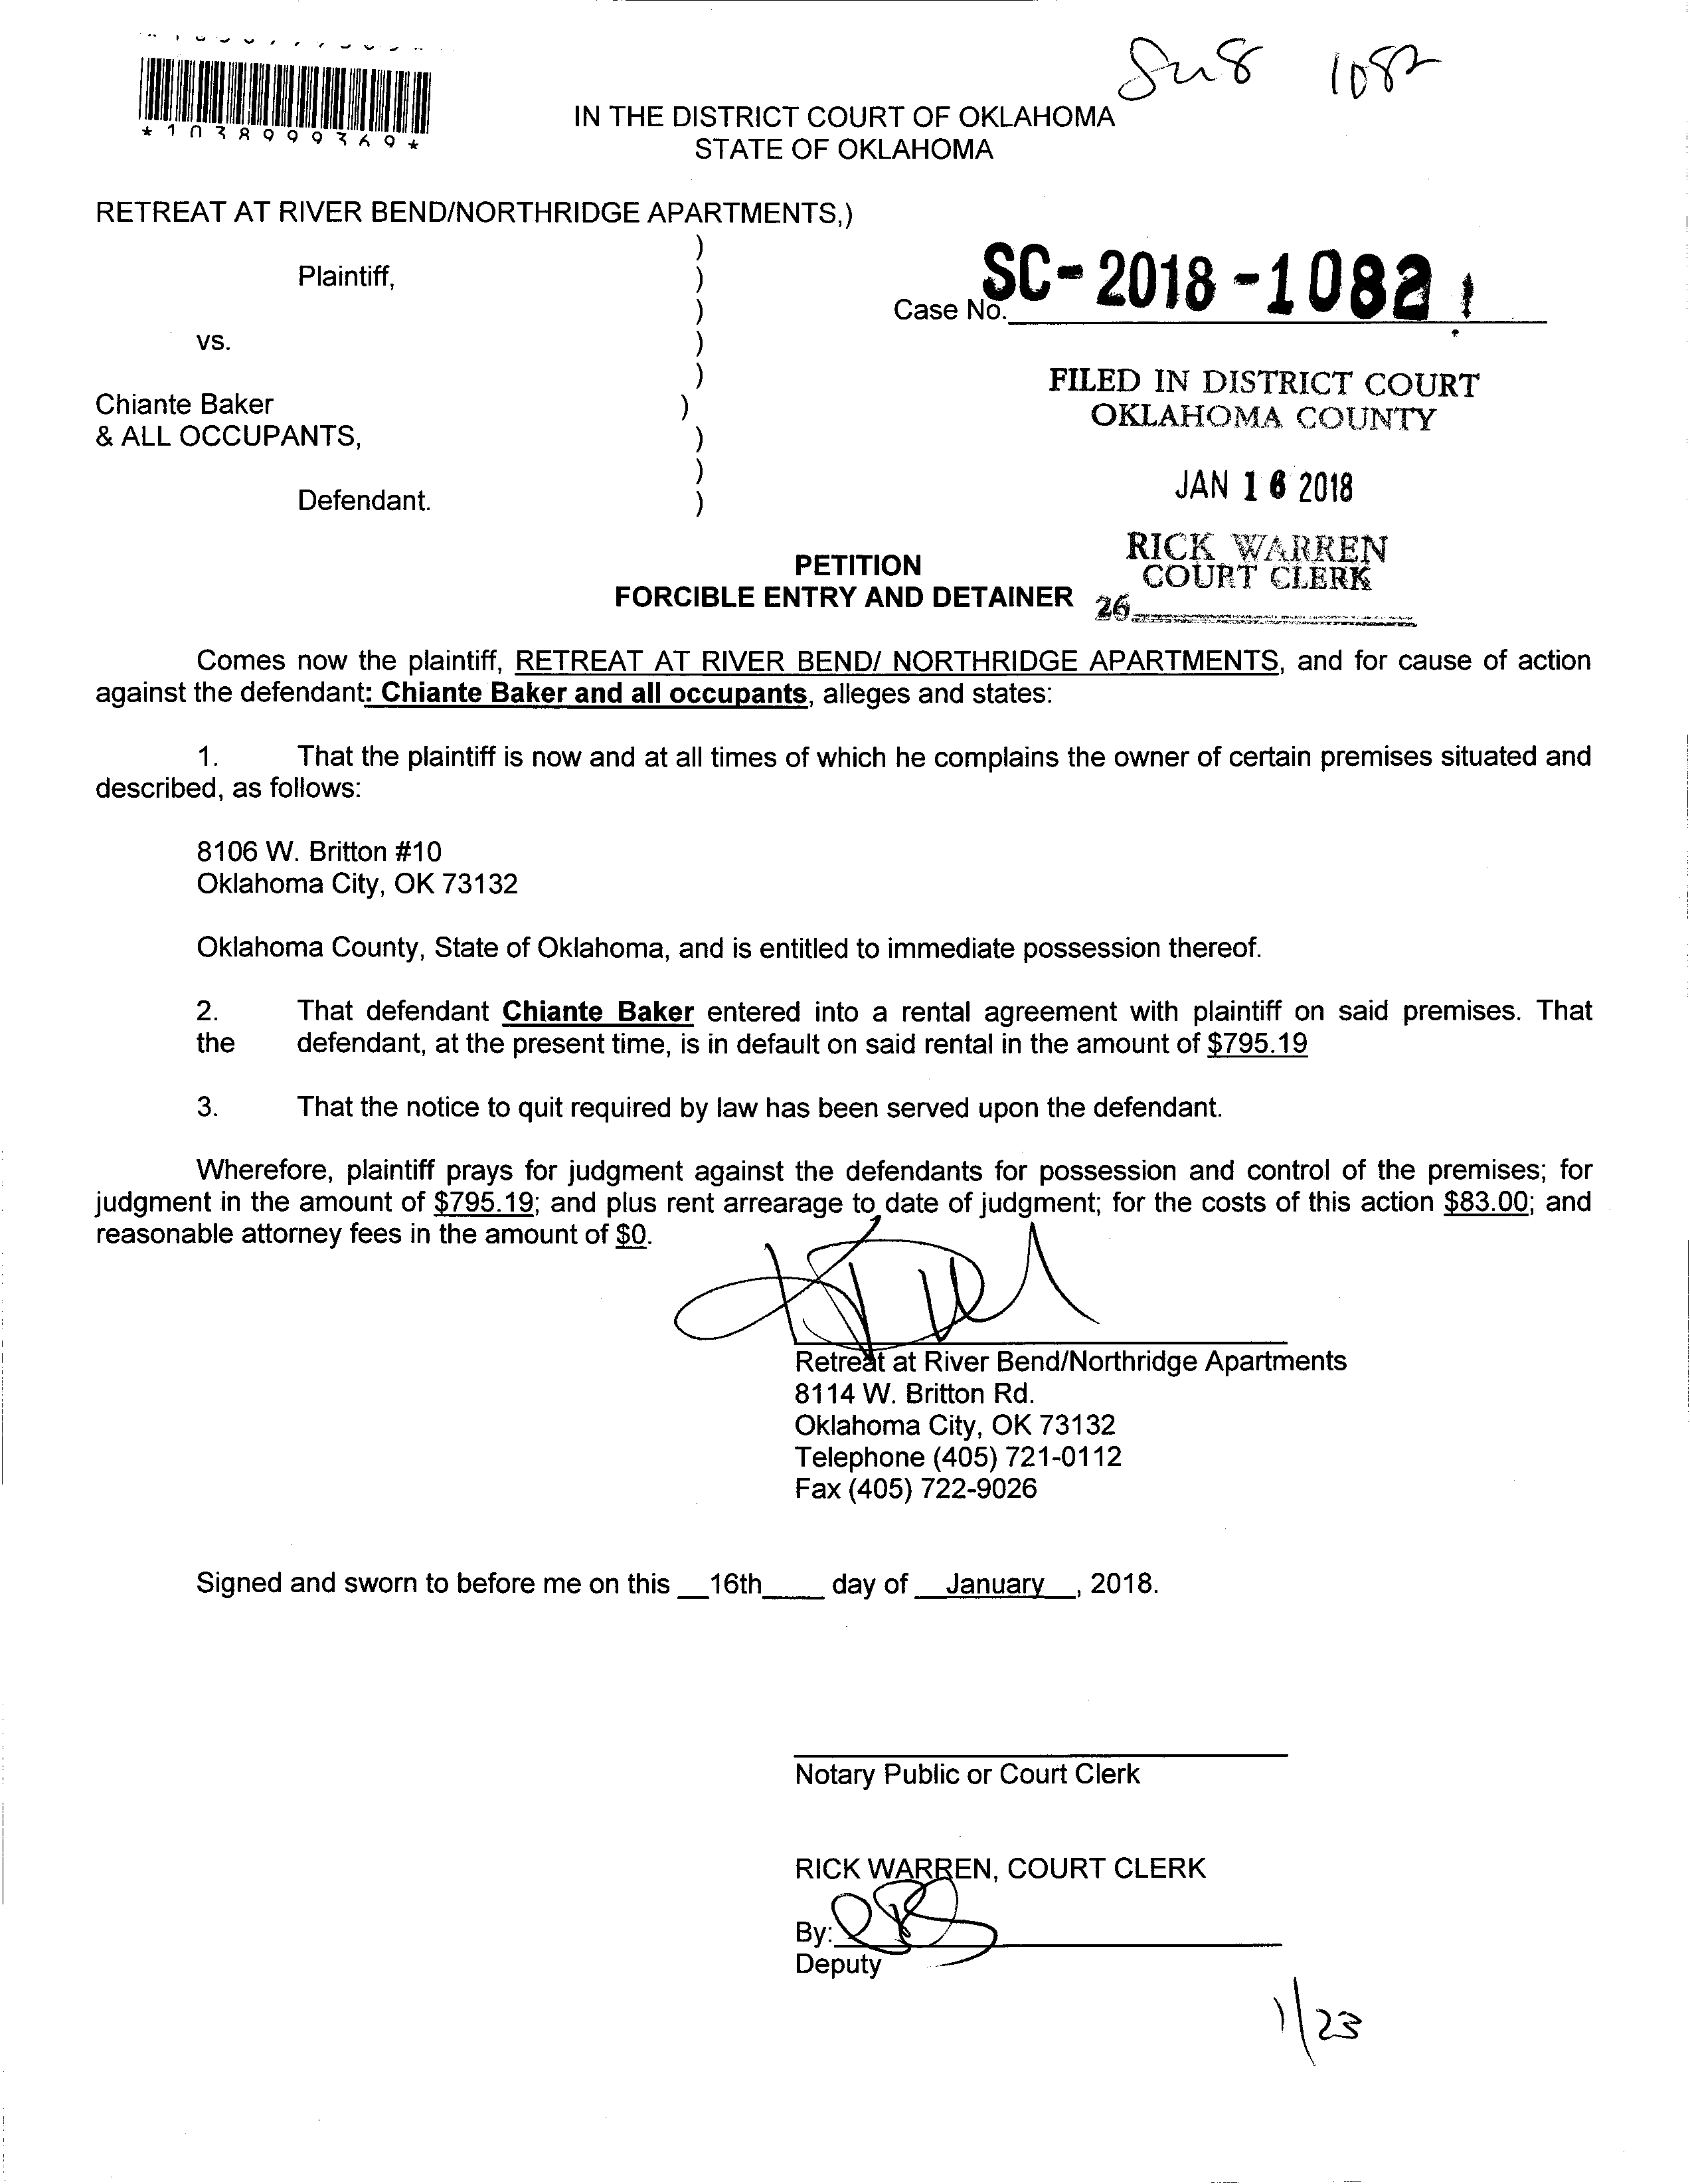 1082
*1038999369*
IN THE DISTRICT COURT OF OKLAHOMA
STATE OF OKLAHOMA
RETREAT AT RIVER BEND/NORTHRIDGE APARTMENTS,)
)
Plaintiff, )
)
vs. )
)
Chiante Baker )
& ALL OCCUPANTS, )
)
Defendant. )
Case No. SC-2018-1082
FILED IN DISTRICT COURT
OKLAHOMA COUNTY
JAN 16 2018
RICK WARREN
COURT CLERK
26
PETITION
FORCIBLE ENTRY AND DETAINER
Comes now the plaintiff, RETREAT AT RIVER BEND/ NORTHRIDGE APARTMENTS, and for cause of action
against the defendant: Chiante Baker and all occupants, alleges and states:
1. That the plaintiff is now and at all times of which he complains the owner of certain premises situated and
described, as follows:
8106 W. Britton #10
Oklahoma City, OK 73132
Oklahoma County, State of Oklahoma, and is entitled to immediate possession thereof.
2. That defendant Chiante Baker entered into a rental agreement with plaintiff on said premises. That
the defendant, at the present time, is in default on said rental in the amount of $795.19
3. That the notice to quit required by law has been served upon the defendant.
Wherefore, plaintiff prays for judgment against the defendants for possession and control of the premises; for
judgment in the amount of $795.19; and plus rent arrearage to date of judgment; for the costs of this action $83.00; and
reasonable attorney fees in the amount of $0.
Retreat at River Bend/Northridge Apartments
8114 W. Britton Rd.
Oklahoma City, OK 73132
Telephone (405) 721-0112
Fax (405) 722-9026
Signed and sworn to before me on this __16th____ day of __January__, 2018.
Notary Public or Court Clerk
RICK WARREN, COURT CLERK
By:
Deputy
1/23